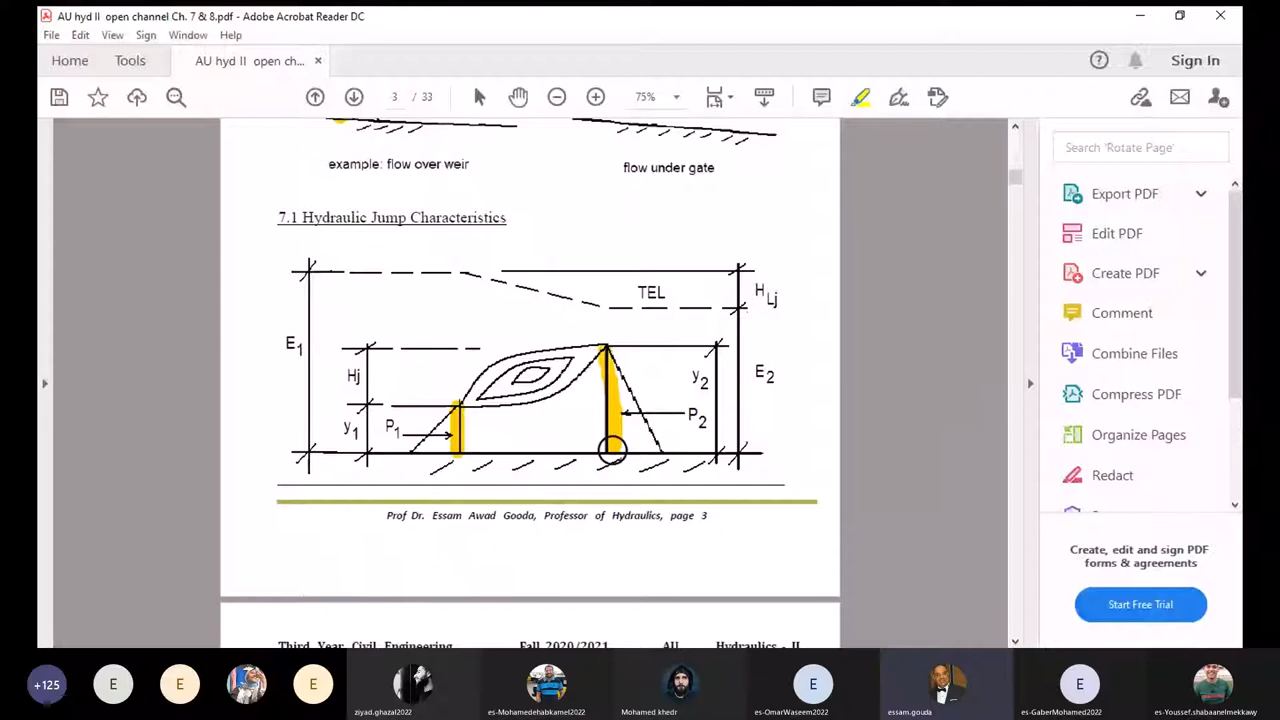 AU hyd II open channel Ch. 7 & 8.pdf - Adobe Acrobat Reader DC
File Edit View Sign Window Help
Home Tools AU hyd II open ch... × Sign In
3 / 33 75%
example: flow over weir flow under gate
7.1 Hydraulic Jump Characteristics
TEL
HLj
E1
Hj
y1
P1
y2
P2
E2
Prof Dr. Essam Awad Gooda, Professor of Hydraulics, page 3
Third Year Civil Engineering Fall 2020/2021 AU Hydraulics - II
Search 'Rotate Page'
Export PDF
Edit PDF
Create PDF
Comment
Combine Files
Compress PDF
Organize Pages
Redact
Create, edit and sign PDF
forms & agreements
Start Free Trial
+125 E E E E E
ziyad.ghazal2022 es-Mohamedehabkamel2022 Mohamed khedr es-OmarWaseem2022 essam.gouda es-GaberMohamed2022 es-Youssef.shabaanelmekkawy